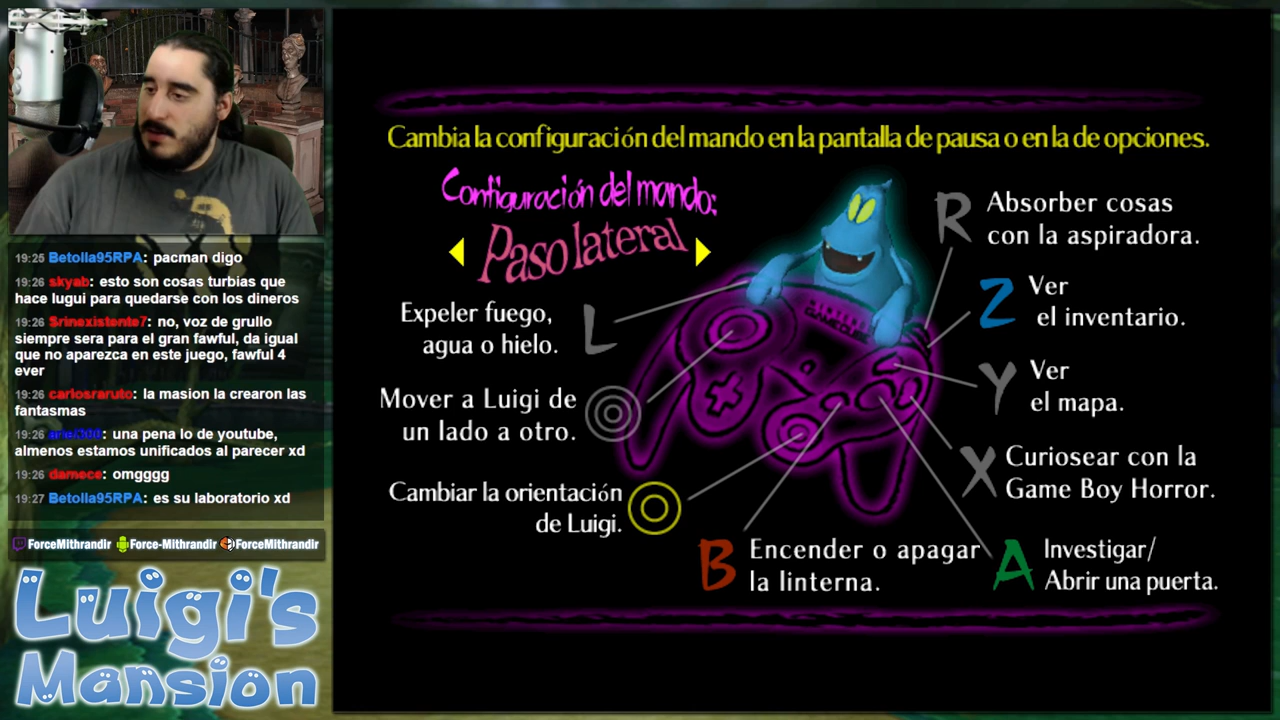 19:25 Betolla95RPA: pacman digo
19:26 skyab: esto son cosas turbias que
hace lugui para quedarse con los dineros
19:26 Srinexistente7: no, voz de grullo
siempre sera para el gran fawful, da igual
que no aparezca en este juego, fawful 4
ever
19:26 carlosraruto: la masion la crearon las
fantasmas
19:26 : una pena lo de youtube,
almenos estamos unificados al parecer xd
19:26 damece: omgggg
19:27 Betolla95RPA: es su laboratorio xd
ForceMithrandir Force-Mithrandir ForceMithrandir
Luigi's
Mansion
Cambia la configuración del mando en la pantalla de pausa o en la de opciones.
Configuración del mando:
Paso lateral
L
Expeler fuego,
agua o hielo.
Mover a Luigi de
un lado a otro.
Cambiar la orientación
de Luigi.
NINTENDO
GAMECUBE
R
Absorber cosas
con la aspiradora.
Z
Ver
el inventario.
Y
Ver
el mapa.
X
Curiosear con la
Game Boy Horror.
B
Encender o apagar
la linterna.
A
Investigar/
Abrir una puerta.